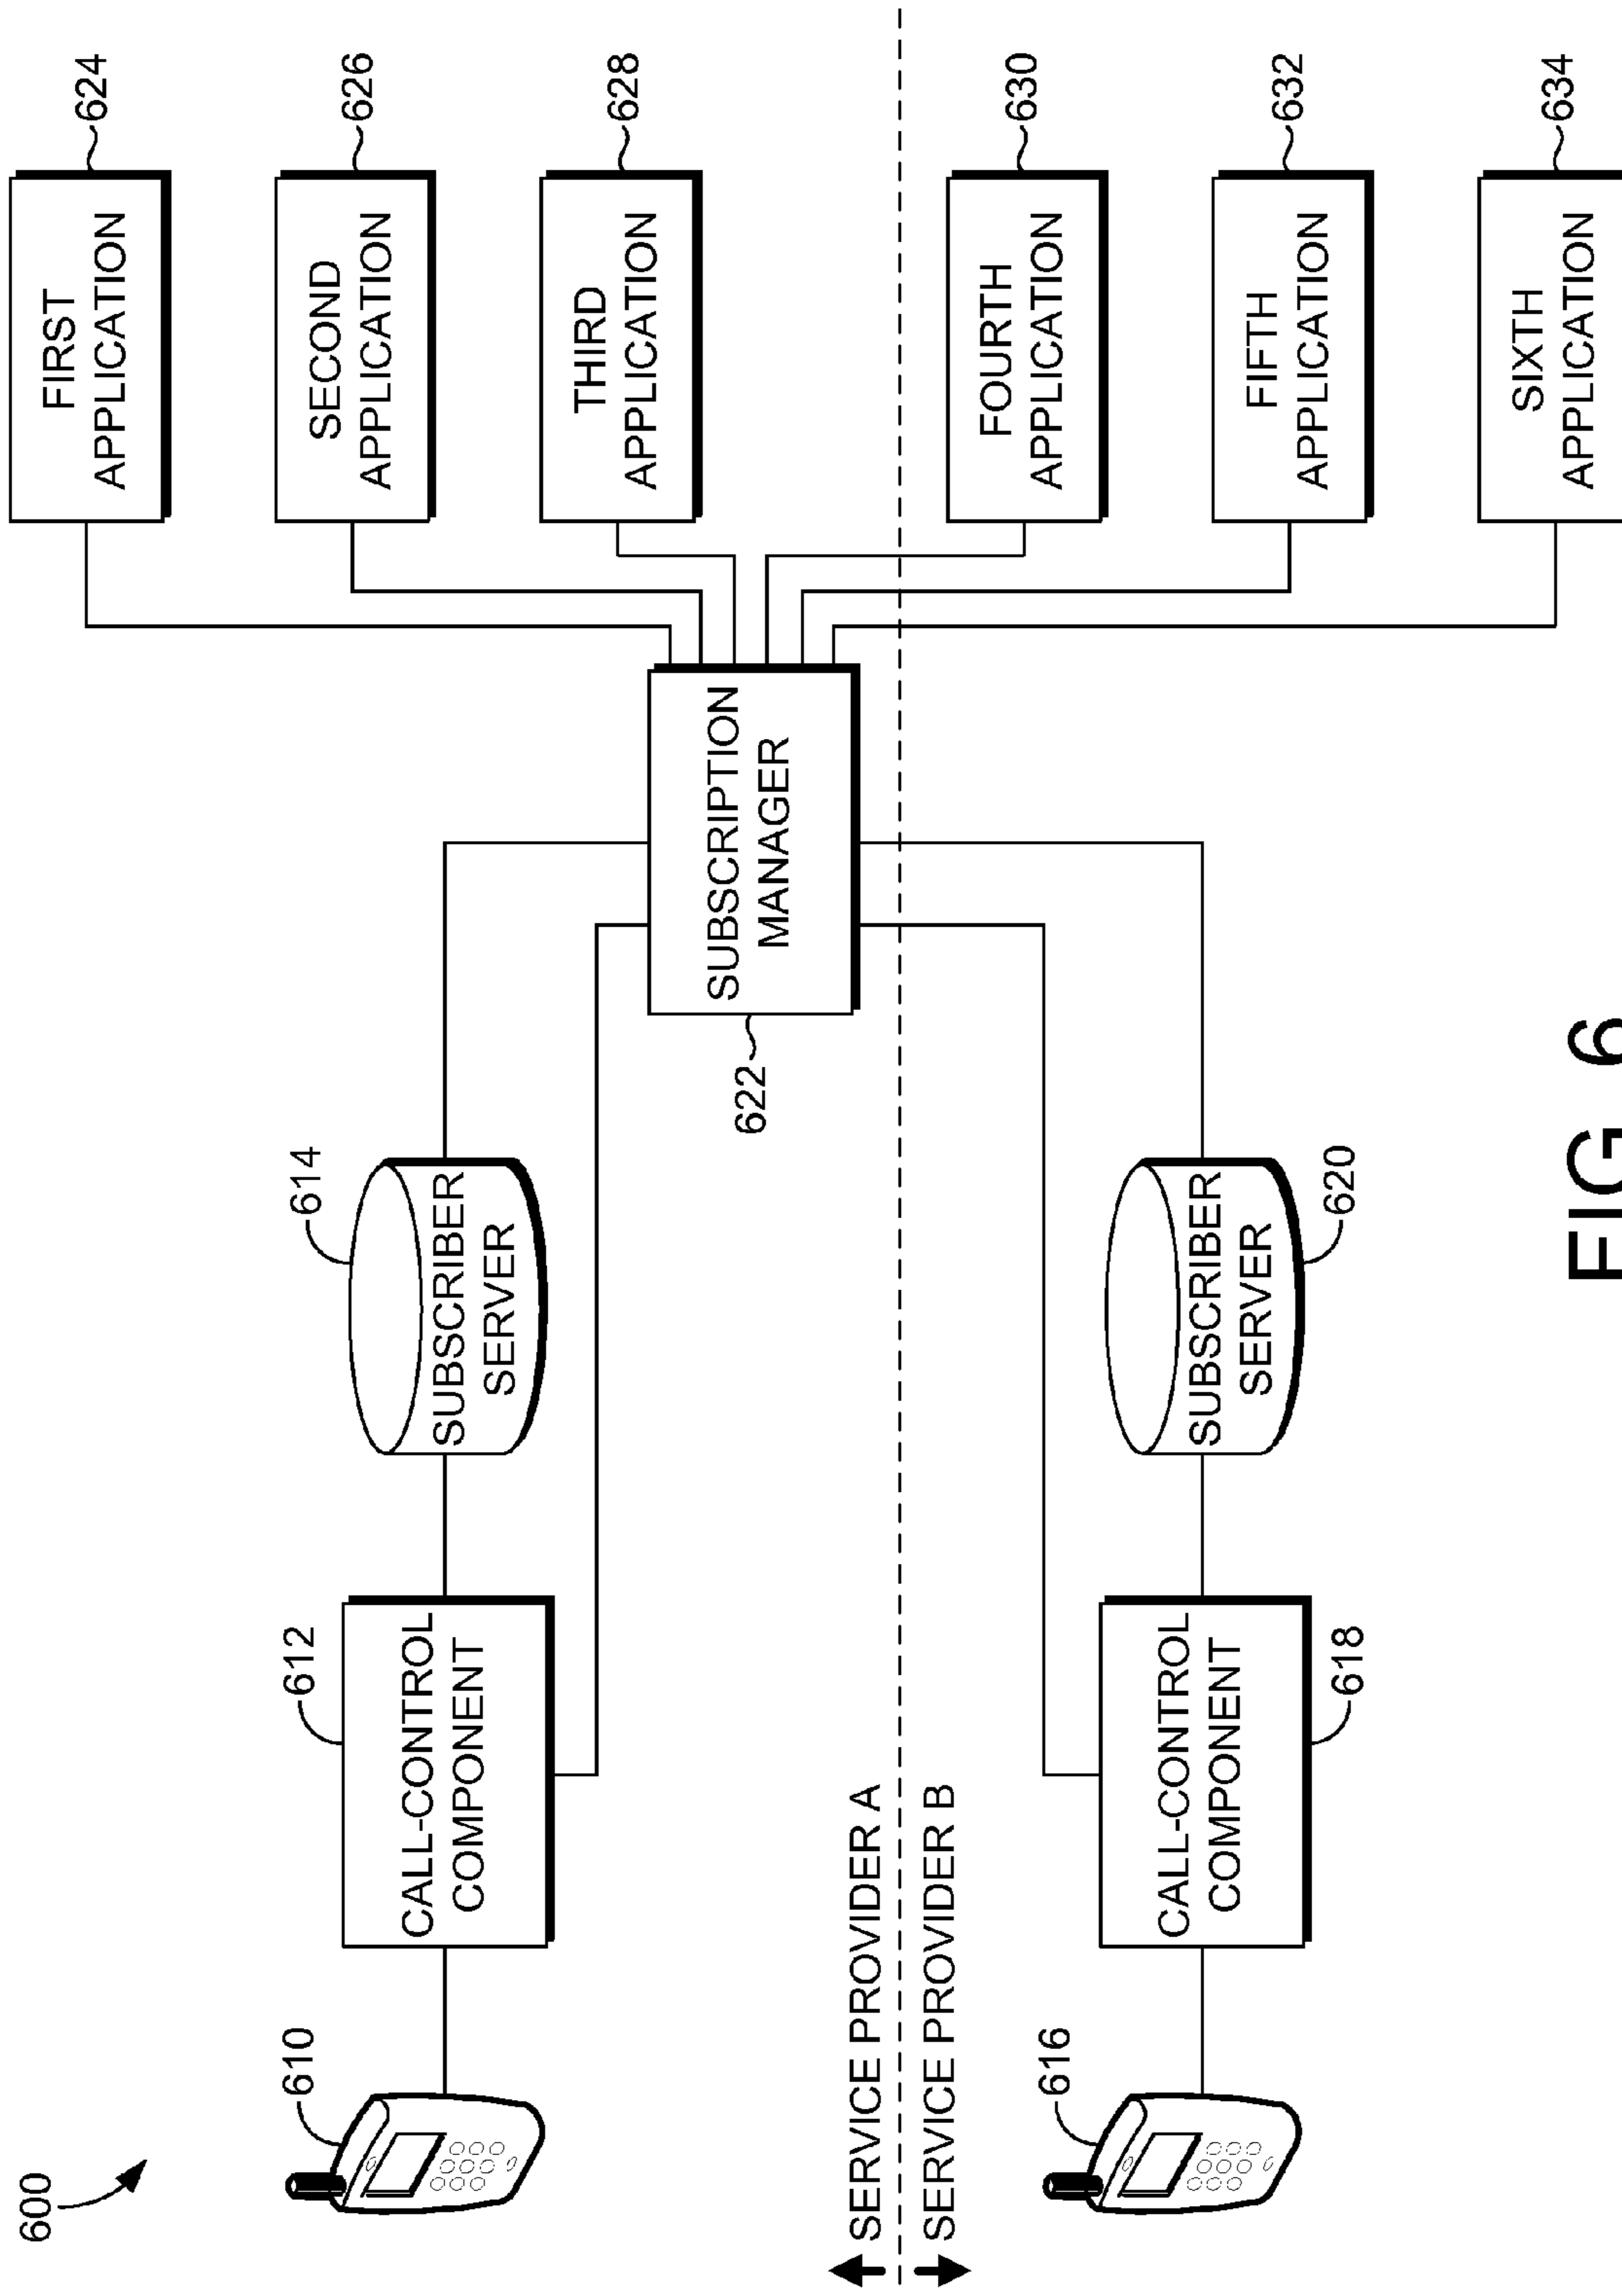 600
610
612
614
CALL-CONTROL
COMPONENT
SUBSCRIBER
SERVER
FIRST
APPLICATION
624
SECOND
APPLICATION
626
THIRD
APPLICATION
628
SUBSCRIPTION
MANAGER
622
SERVICE PROVIDER A
SERVICE PROVIDER B
616
CALL-CONTROL
COMPONENT
618
SUBSCRIBER
SERVER
620
FOURTH
APPLICATION
630
FIFTH
APPLICATION
632
SIXTH
APPLICATION
634
FIG 6